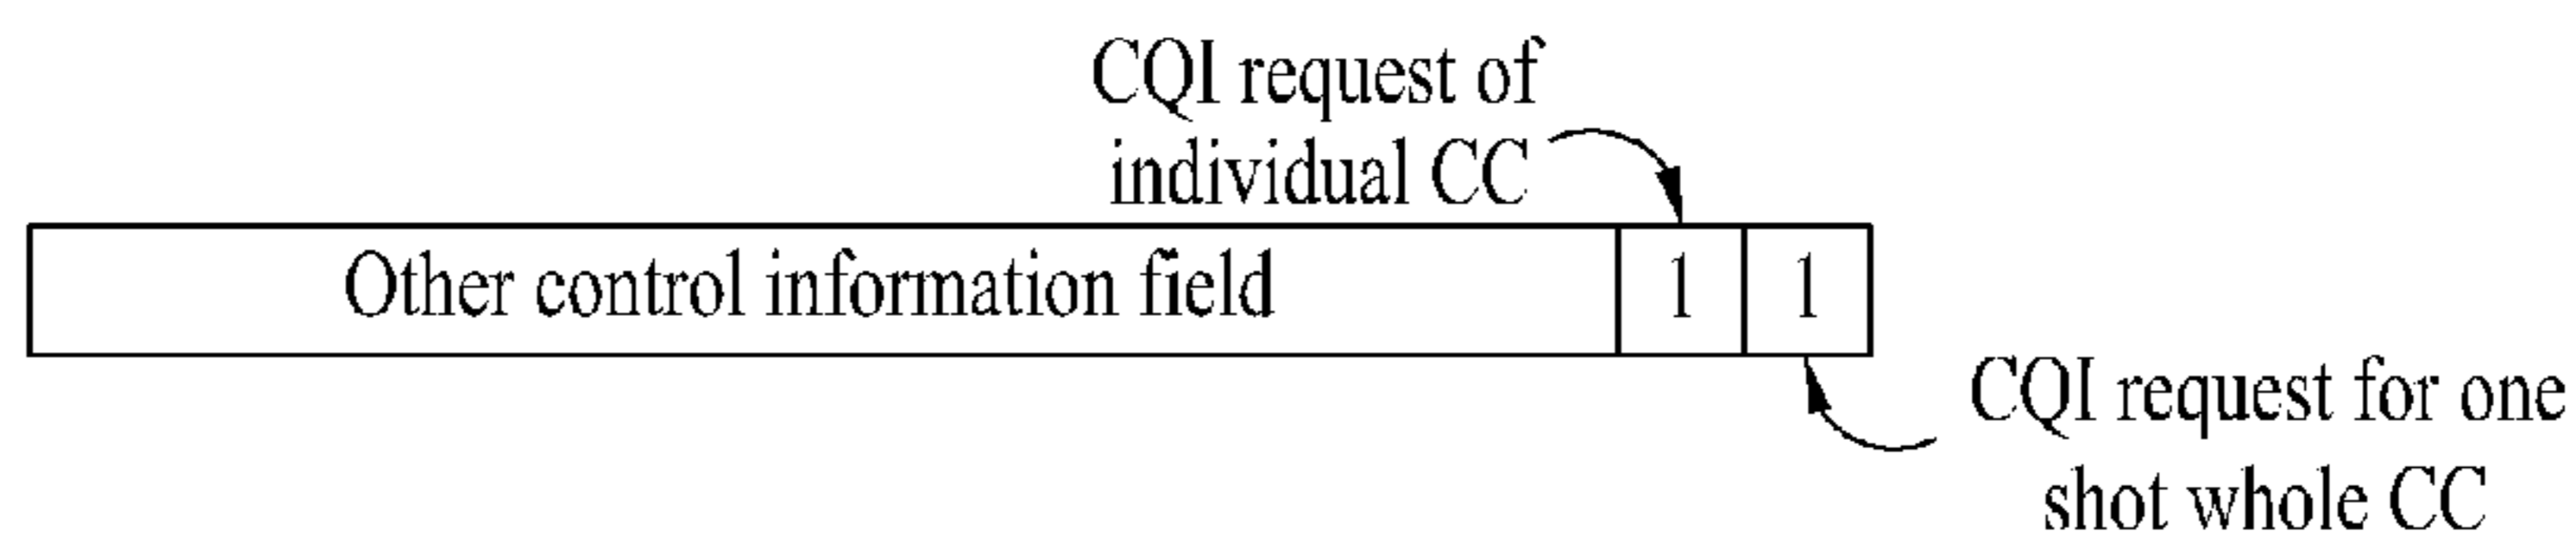 CQI request of
individual CC
Other control information field
1
1
CQI request for one
shot whole CC